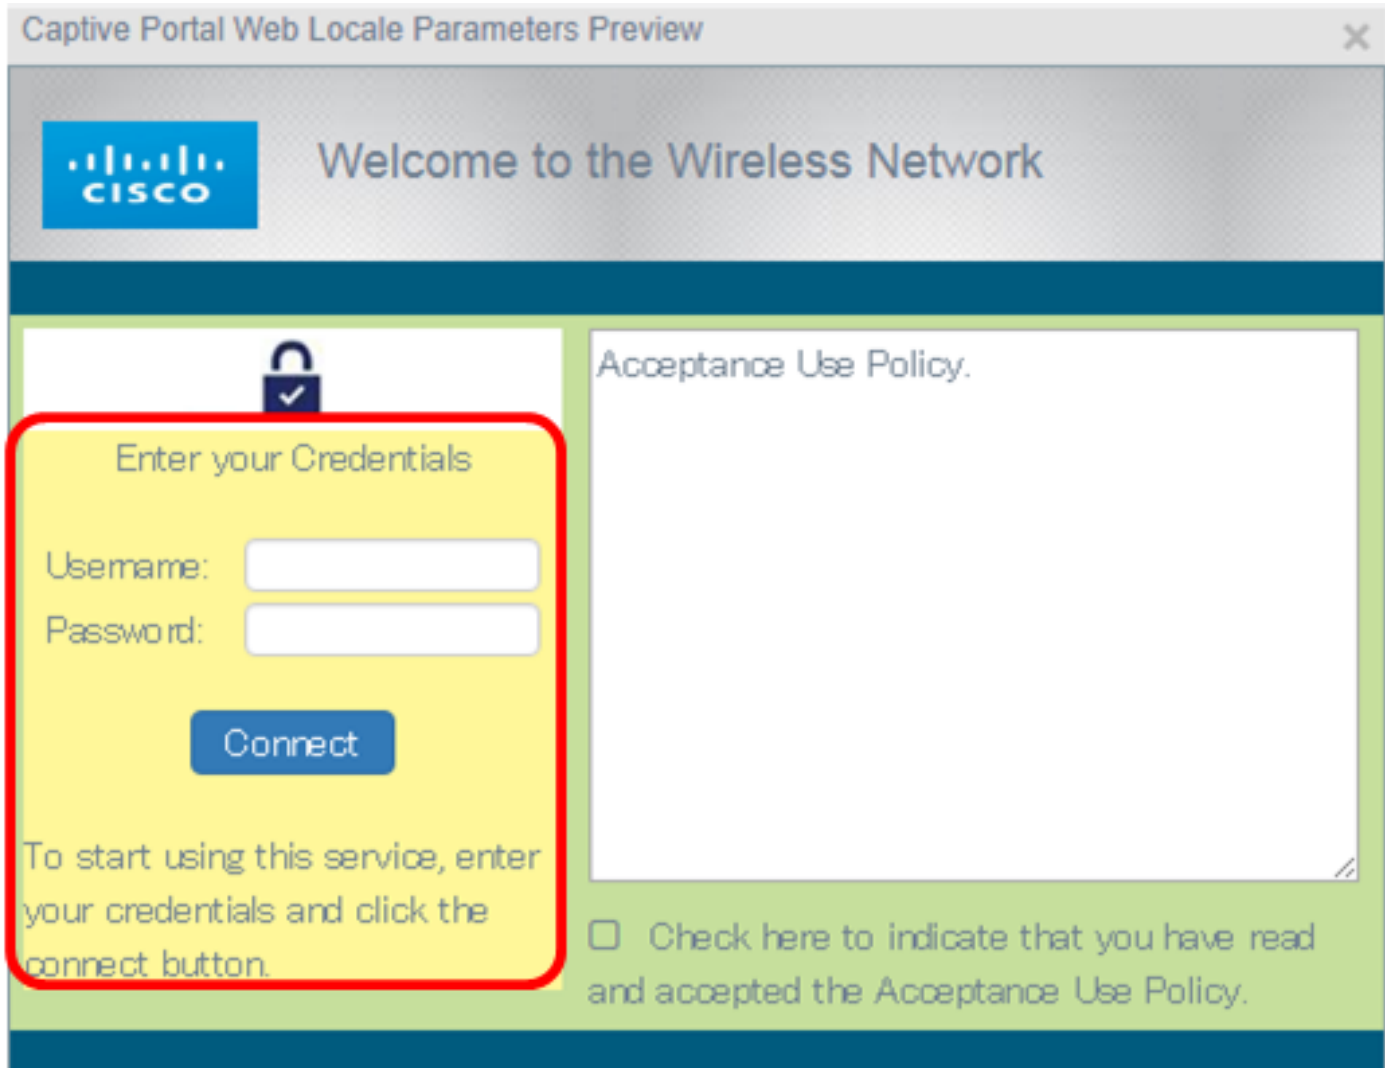 Captive Portal Web Locale Parameters Preview
CISCO
Welcome to the Wireless Network
Enter your Credentials
Username:
Password:
Connect
To start using this service, enter
your credentials and click the
connect button.
Acceptance Use Policy.
Check here to indicate that you have read
and accepted the Acceptance Use Policy.